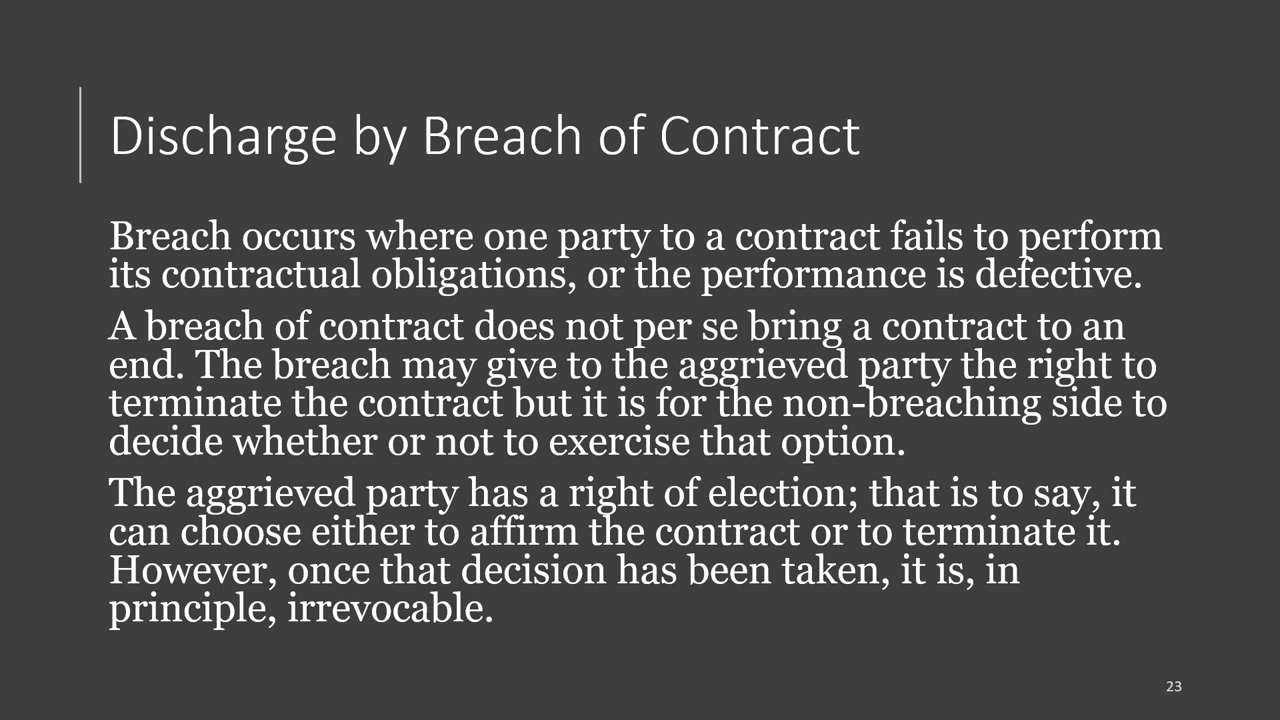 Discharge by Breach of Contract
Breach occurs where one party to a contract fails to perform
its contractual obligations, or the performance is defective.
A breach of contract does not per se bring a contract to an
end. The breach may give to the aggrieved party the right to
terminate the contract but it is for the non-breaching side to
decide whether or not to exercise that option.
The aggrieved party has a right of election; that is to say, it
can choose either to affirm the contract or to terminate it.
However, once that decision has been taken, it is, in
principle, irrevocable.
23